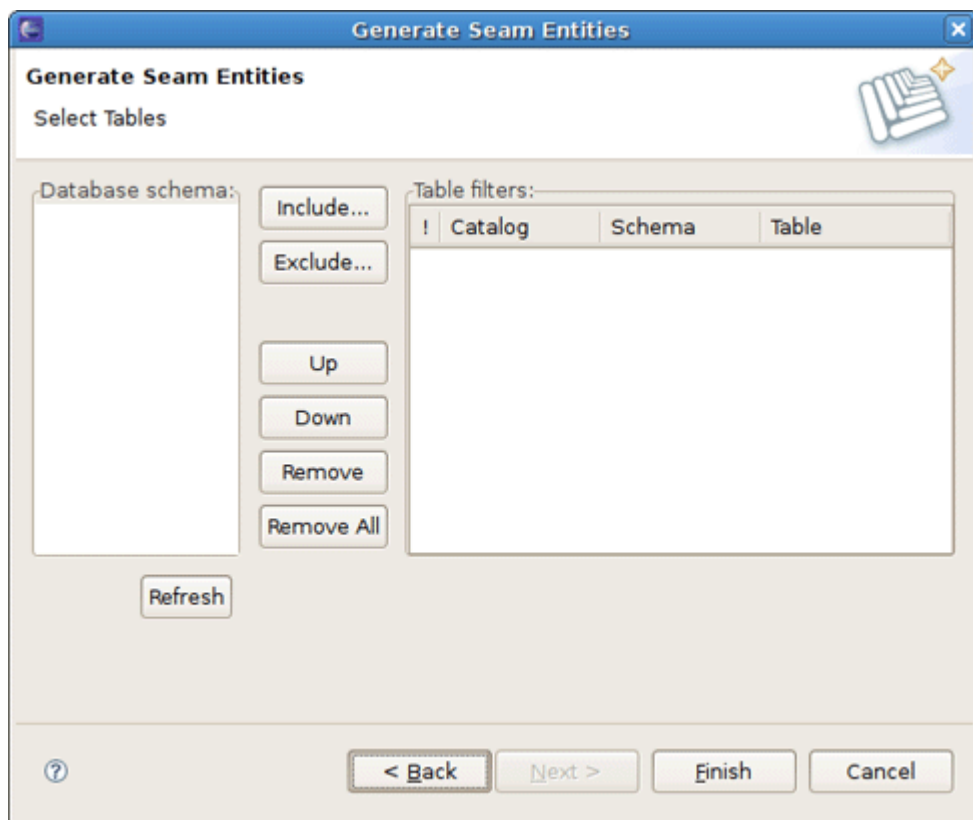 Generate Seam Entities
Generate Seam Entities
Select Tables
Database schema:
Include...
Exclude...
Up
Down
Remove
Remove All
Refresh
Table filters:
! Catalog Schema Table
? < Back Next > Finish Cancel